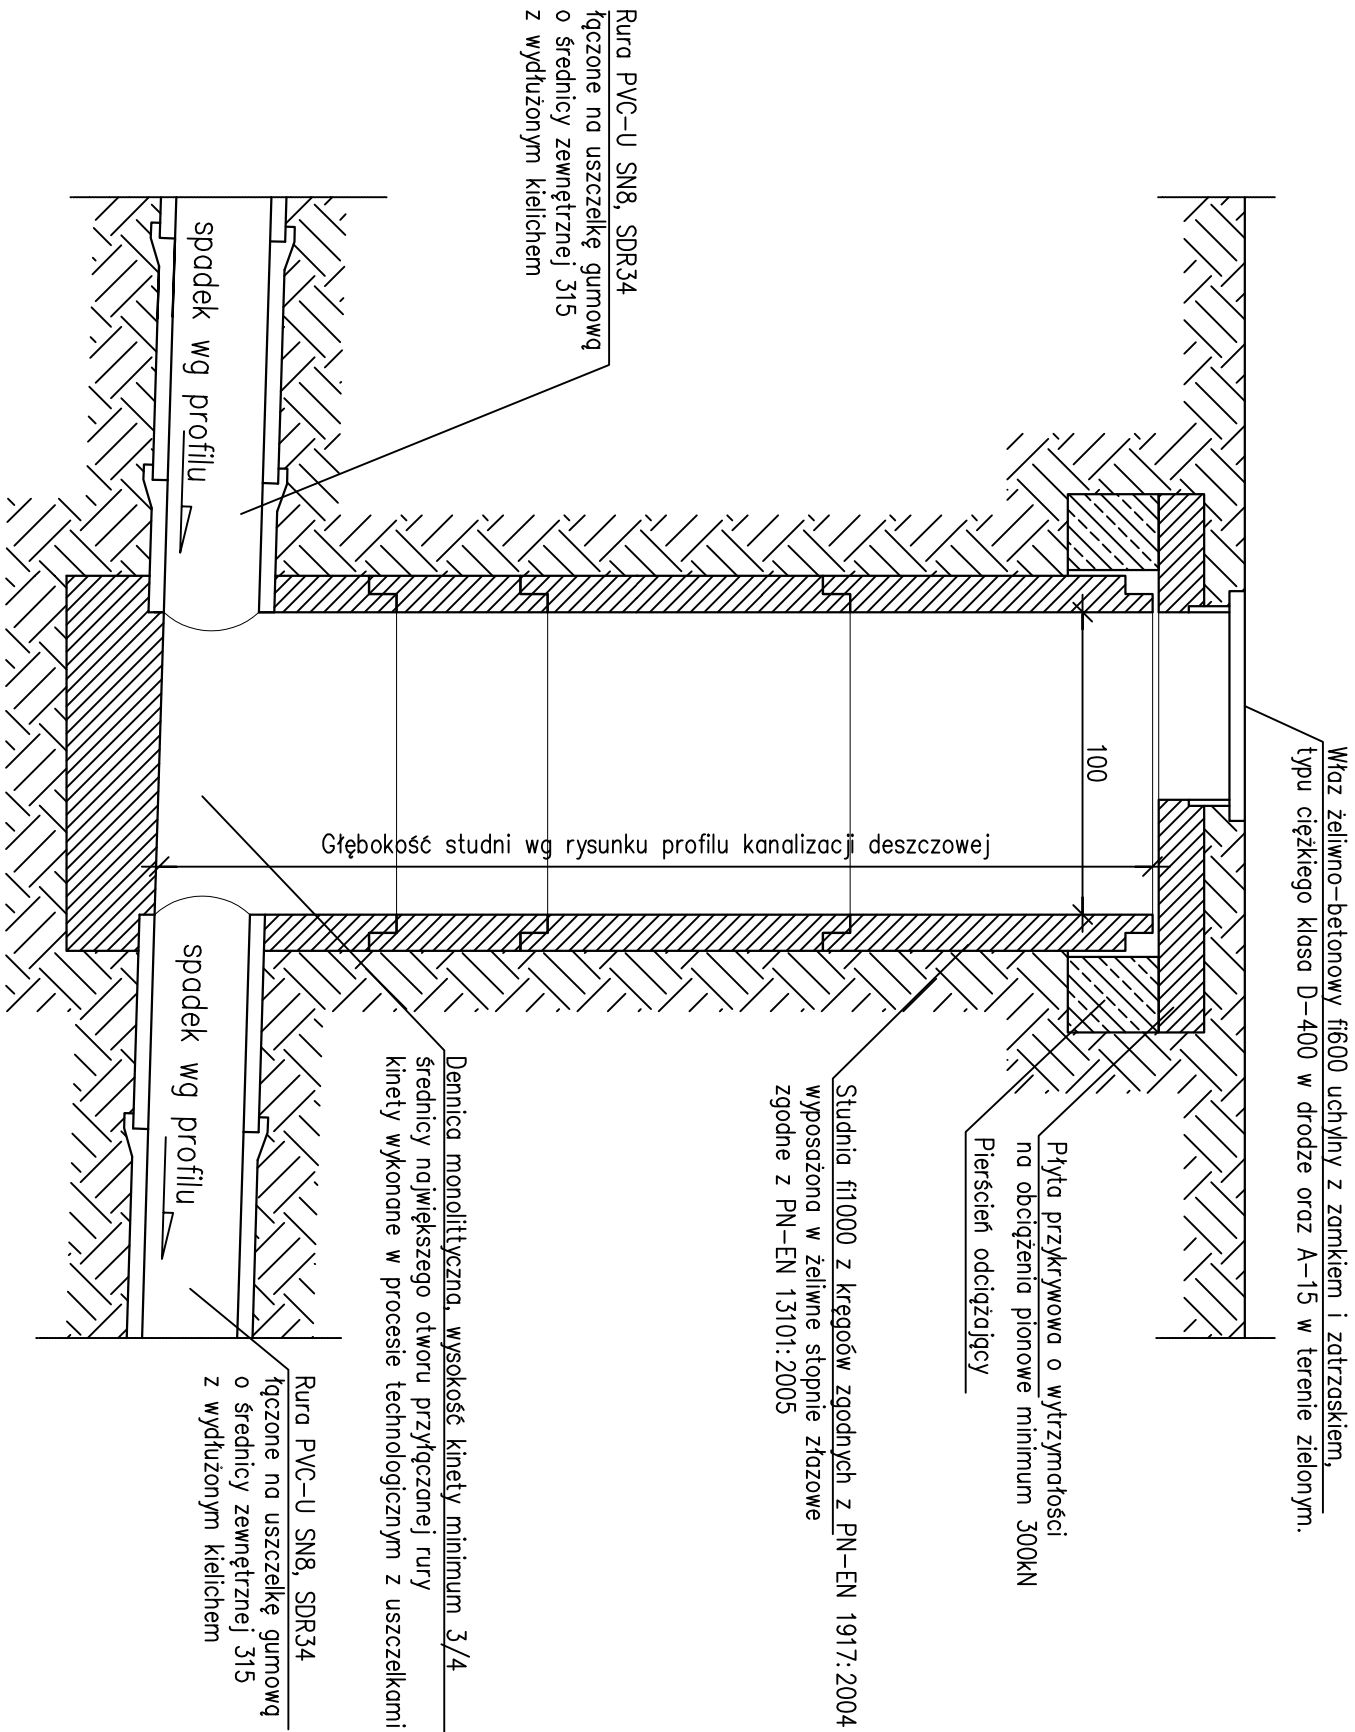 Właz żeliwno-betonowy fi600 uchylny z zamkiem i zatrzaskiem,
typu ciężkiego klasa D-400 w drodze oraz A-15 w terenie zielonym.
Płyta przykrywowa o wytrzymałości
na obciążenia pionowe minimum 300kN
Pierścień odciążający
100
Studnia fi1000 z kręgoów zgodnych z PN-EN 1917:2004
wyposażona w żeliwne stopnie złazowe
zgodne z PN-EN 13101:2005
Głębokość studni wg rysunku profilu kanalizacji deszczowej
Rura PVC-U SN8, SDR34
łączone na uszczelkę gumową
o średnicy zewnętrznej 315
z wydłużonym kielichem
Dennica monolittyczna, wysokość kinety minimum 3/4
średnicy największego otworu przyłączanej rury
kinety wykonane w procesie technologicznym z uszczelkami
spadek wg profilu
spadek wg profilu
Rura PVC-U SN8, SDR34
łączone na uszczelkę gumową
o średnicy zewnętrznej 315
z wydłużonym kielichem